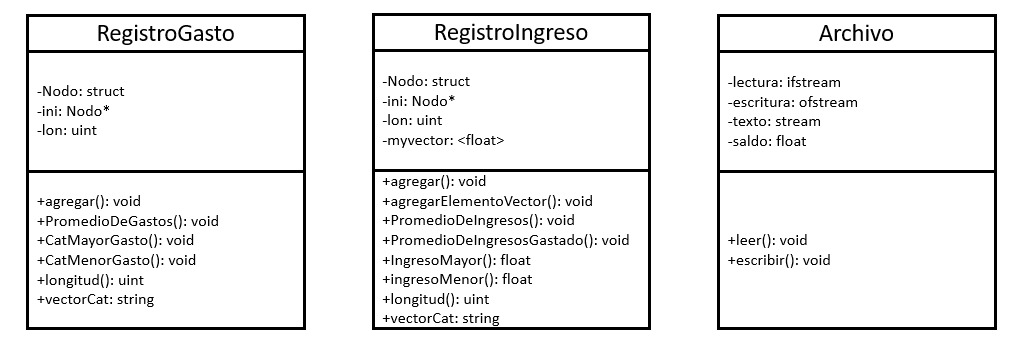 RegistroGasto
-Nodo: struct
-ini: Nodo*
-lon: uint
+agregar(): void
+PromedioDeGastos(): void
+CatMayorGasto(): void
+CatMenorGasto(): void
+longitud(): uint
+vectorCat: string
RegistroIngreso
-Nodo: struct
-ini: Nodo*
-lon: uint
-myvector: <float>
+agregar(): void
+agregarElementoVector(): void
+PromedioDeIngresos(): void
+PromedioDeIngresosGastado(): void
+IngresoMayor(): float
+ingresoMenor(): float
+longitud(): uint
+vectorCat: string
Archivo
-lectura: ifstream
-escritura: ofstream
-texto: stream
-saldo: float
+leer(): void
+escribir(): void